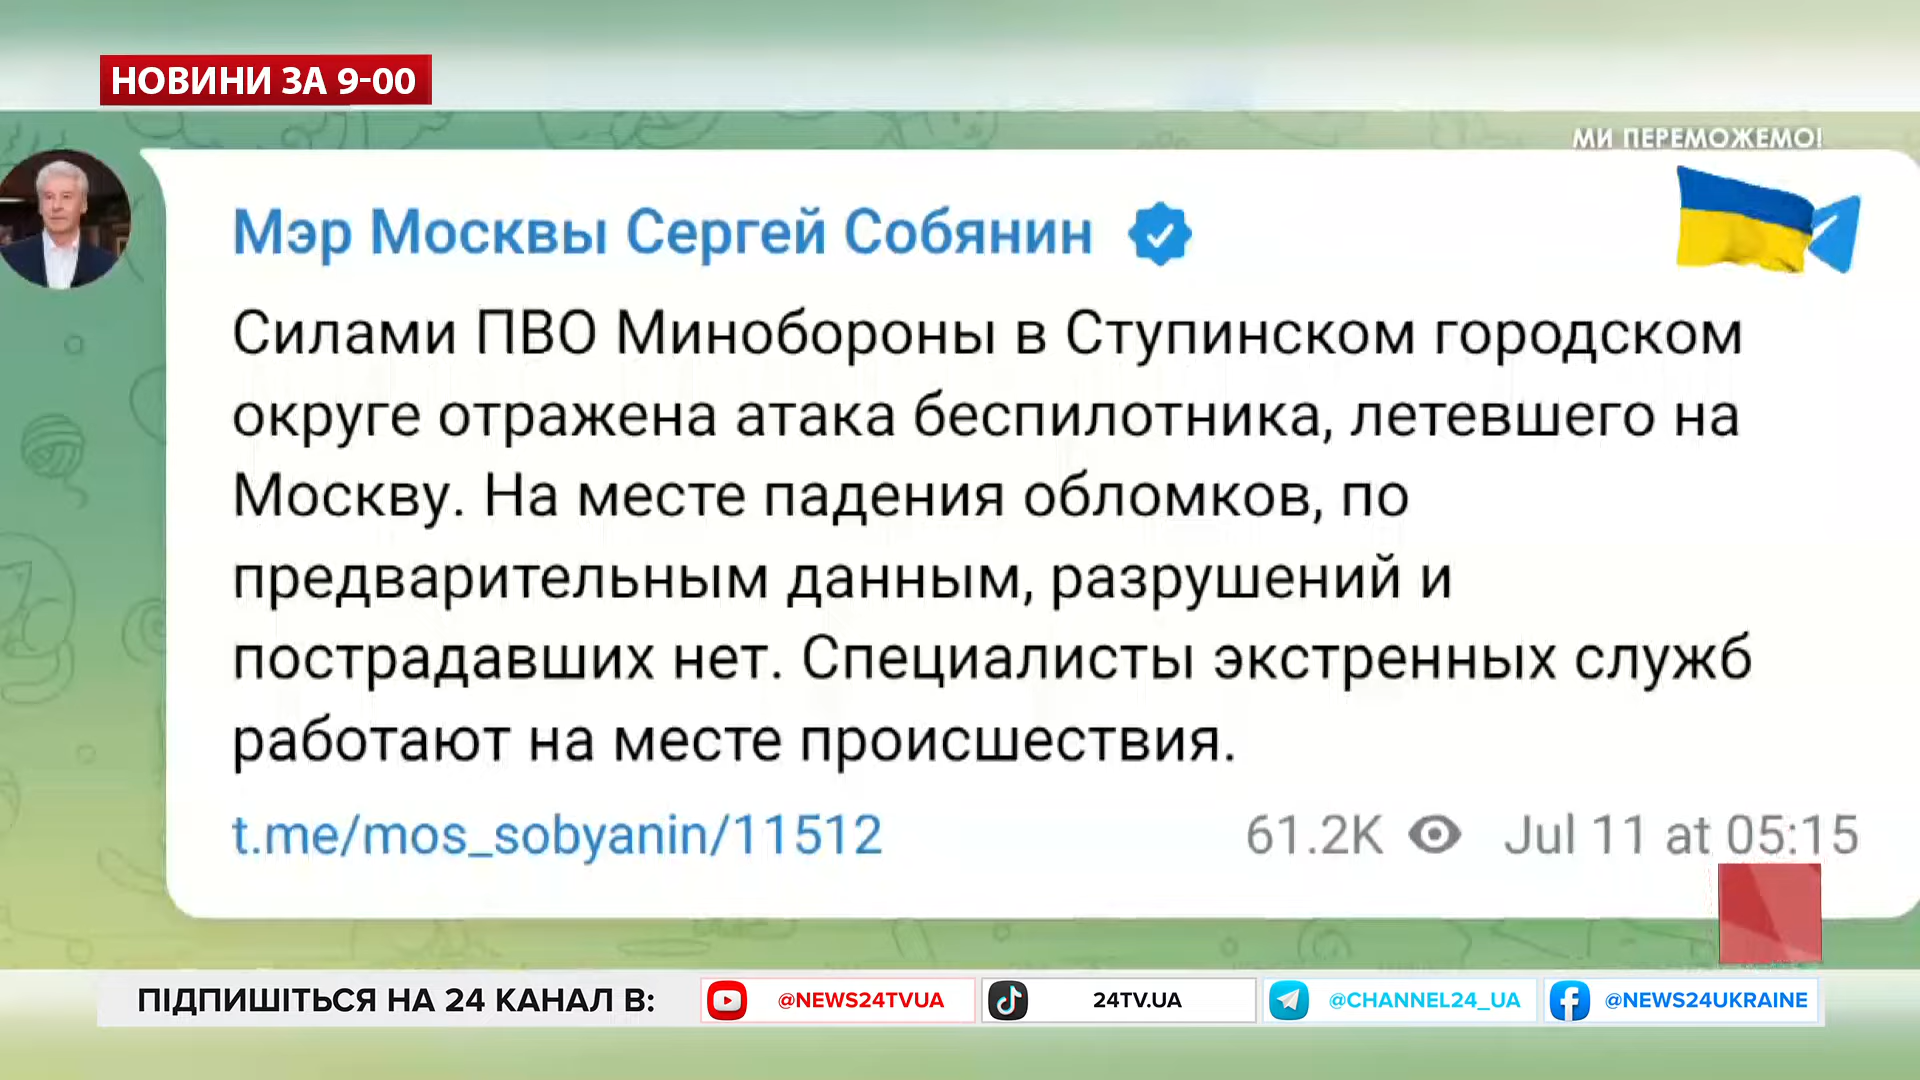 НОВИНИ ЗА 9-00
МИ ПЕРЕМОЖЕМО!
Мэр Москвы Сергей Собянин
Силами ПВО Минобороны в Ступинском городском
округе отражена атака беспилотника, летевшего на
Москву. На месте падения обломков, по
предварительным данным, разрушений и
пострадавших нет. Специалисты экстренных служб
работают на месте происшествия.
t.me/mos_sobyanin/11512 61.2K Jul 11 at 05:15
ПІДПИШІТЬСЯ НА 24 КАНАЛ В: @NEWS24TVUA 24TV.UA @CHANNEL24_UA @NEWS24UKRAINE